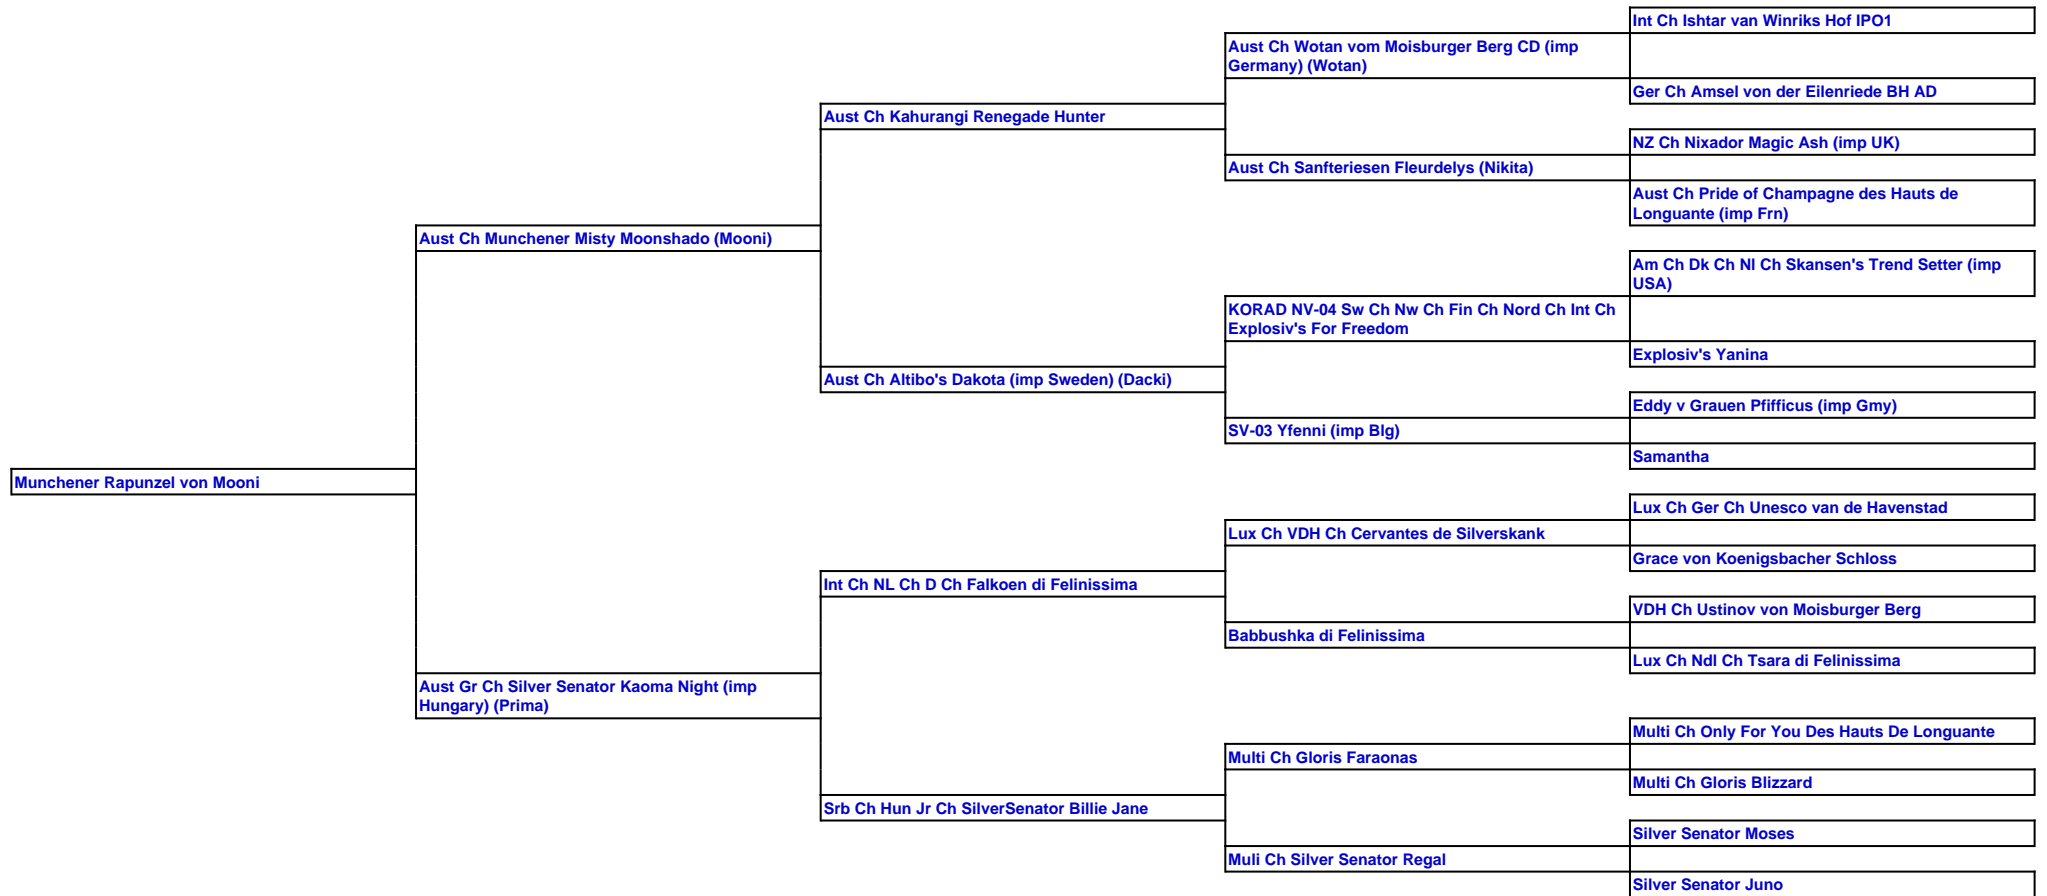 Int Ch Ishtar van Winriks Hof IPO1
Aust Ch Wotan vom Moisburger Berg CD (imp
Germany) (Wotan)
Ger Ch Amsel von der Eilenriede BH AD
Aust Ch Kahurangi Renegade Hunter
NZ Ch Nixador Magic Ash (imp UK)
Aust Ch Sanfteriesen Fleurdelys (Nikita)
Aust Ch Pride of Champagne des Hauts de
Longuante (imp Frn)
Aust Ch Munchener Misty Moonshado (Mooni)
Am Ch Dk Ch Nl Ch Skansen's Trend Setter (imp
USA)
KORAD NV-04 Sw Ch Nw Ch Fin Ch Nord Ch Int Ch
Explosiv's For Freedom
Explosiv's Yanina
Aust Ch Altibo's Dakota (imp Sweden) (Dacki)
Eddy v Grauen Pfifficus (imp Gmy)
SV-03 Yfenni (imp Blg)
Samantha
Munchener Rapunzel von Mooni
Lux Ch Ger Ch Unesco van de Havenstad
Lux Ch VDH Ch Cervantes de Silverskank
Grace von Koenigsbacher Schloss
Int Ch NL Ch D Ch Falkoen di Felinissima
VDH Ch Ustinov von Moisburger Berg
Babbushka di Felinissima
Lux Ch Ndl Ch Tsara di Felinissima
Aust Gr Ch Silver Senator Kaoma Night (imp
Hungary) (Prima)
Multi Ch Only For You Des Hauts De Longuante
Multi Ch Gloris Faraonas
Multi Ch Gloris Blizzard
Srb Ch Hun Jr Ch SilverSenator Billie Jane
Silver Senator Moses
Muli Ch Silver Senator Regal
Silver Senator Juno